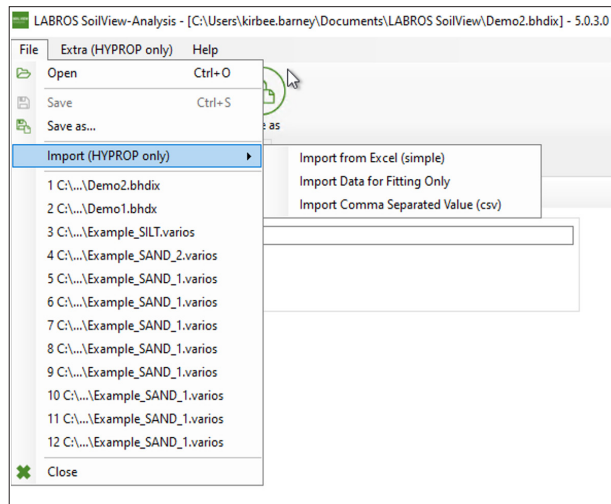 LABROS SoilView-Analysis - [C:\Users\kirbee.barney\Documents\LABROS SoilView\Demo2.bhdix] - 5.0.3.0
File Extra (HYPROP only) Help
Open Ctrl+O
Save Ctrl+S
Save as... as
Import (HYPROP only)
Import from Excel (simple)
Import Data for Fitting Only
Import Comma Separated Value (csv)
1 C:\...\Demo2.bhdix
2 C:\...\Demo1.bhdx
3 C:\...\Example_SILT.varios
4 C:\...\Example_SAND_2.varios
5 C:\...\Example_SAND_1.varios
6 C:\...\Example_SAND_1.varios
7 C:\...\Example_SAND_1.varios
8 C:\...\Example_SAND_1.varios
9 C:\...\Example_SAND_1.varios
10 C:\...\Example_SAND_1.varios
11 C:\...\Example_SAND_1.varios
12 C:\...\Example_SAND_1.varios
Close